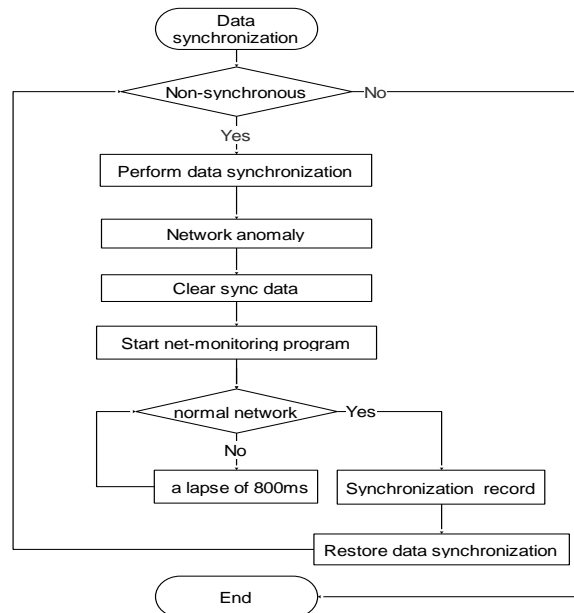 Data
synchronization
Non-synchronous
No
Yes
Perform data synchronization
Network anomaly
Clear sync data
Start net-monitoring program
normal network
Yes
No
a lapse of 800ms
Synchronization record
Restore data synchronization
End